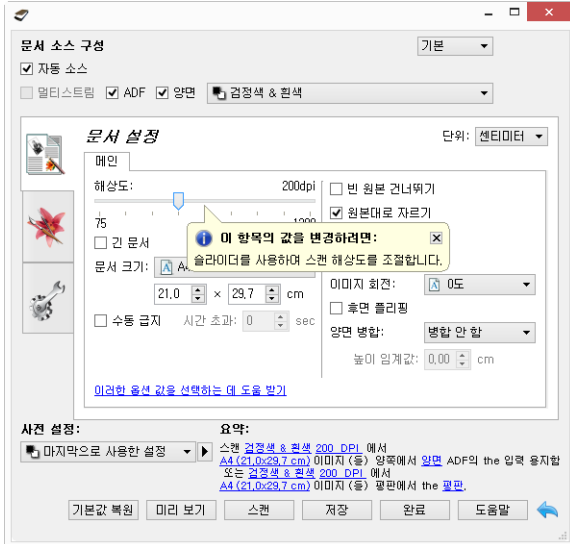 문서 소스 구성
기본
자동 소스
멀티스트림 ADF 양면 검정색 & 흰색
문서 설정
단위: 센티미터
메인
해상도: 200dpi
75
빈 원본 건너뛰기
원본대로 자르기
이 항목의 값을 변경하려면:
슬라이더를 사용하여 스캔 해상도를 조절합니다.
긴 문서
문서 크기:
21,0 × 29,7 cm
이미지 회전: 0도
후면 플리핑
수동 급지 시간 초과: 0 sec
양면 병합: 병합 안 함
높이 임계값: 0,00 cm
이러한 옵션 값을 선택하는 데 도움 받기
사전 설정:
마지막으로 사용한 설정
요약:
스캔 검정색 & 흰색 200 DPI 에서
A4 (21,0x29,7 cm) 이미지 (들) 양쪽에서 양면 ADF의 the 입력 용지함
또는 검정색 & 흰색 200 DPI 에서
A4 (21,0x29,7 cm) 이미지 (들) 평판에서 the 평판,
기본값 복원 미리 보기 스캔 저장 완료 도움말